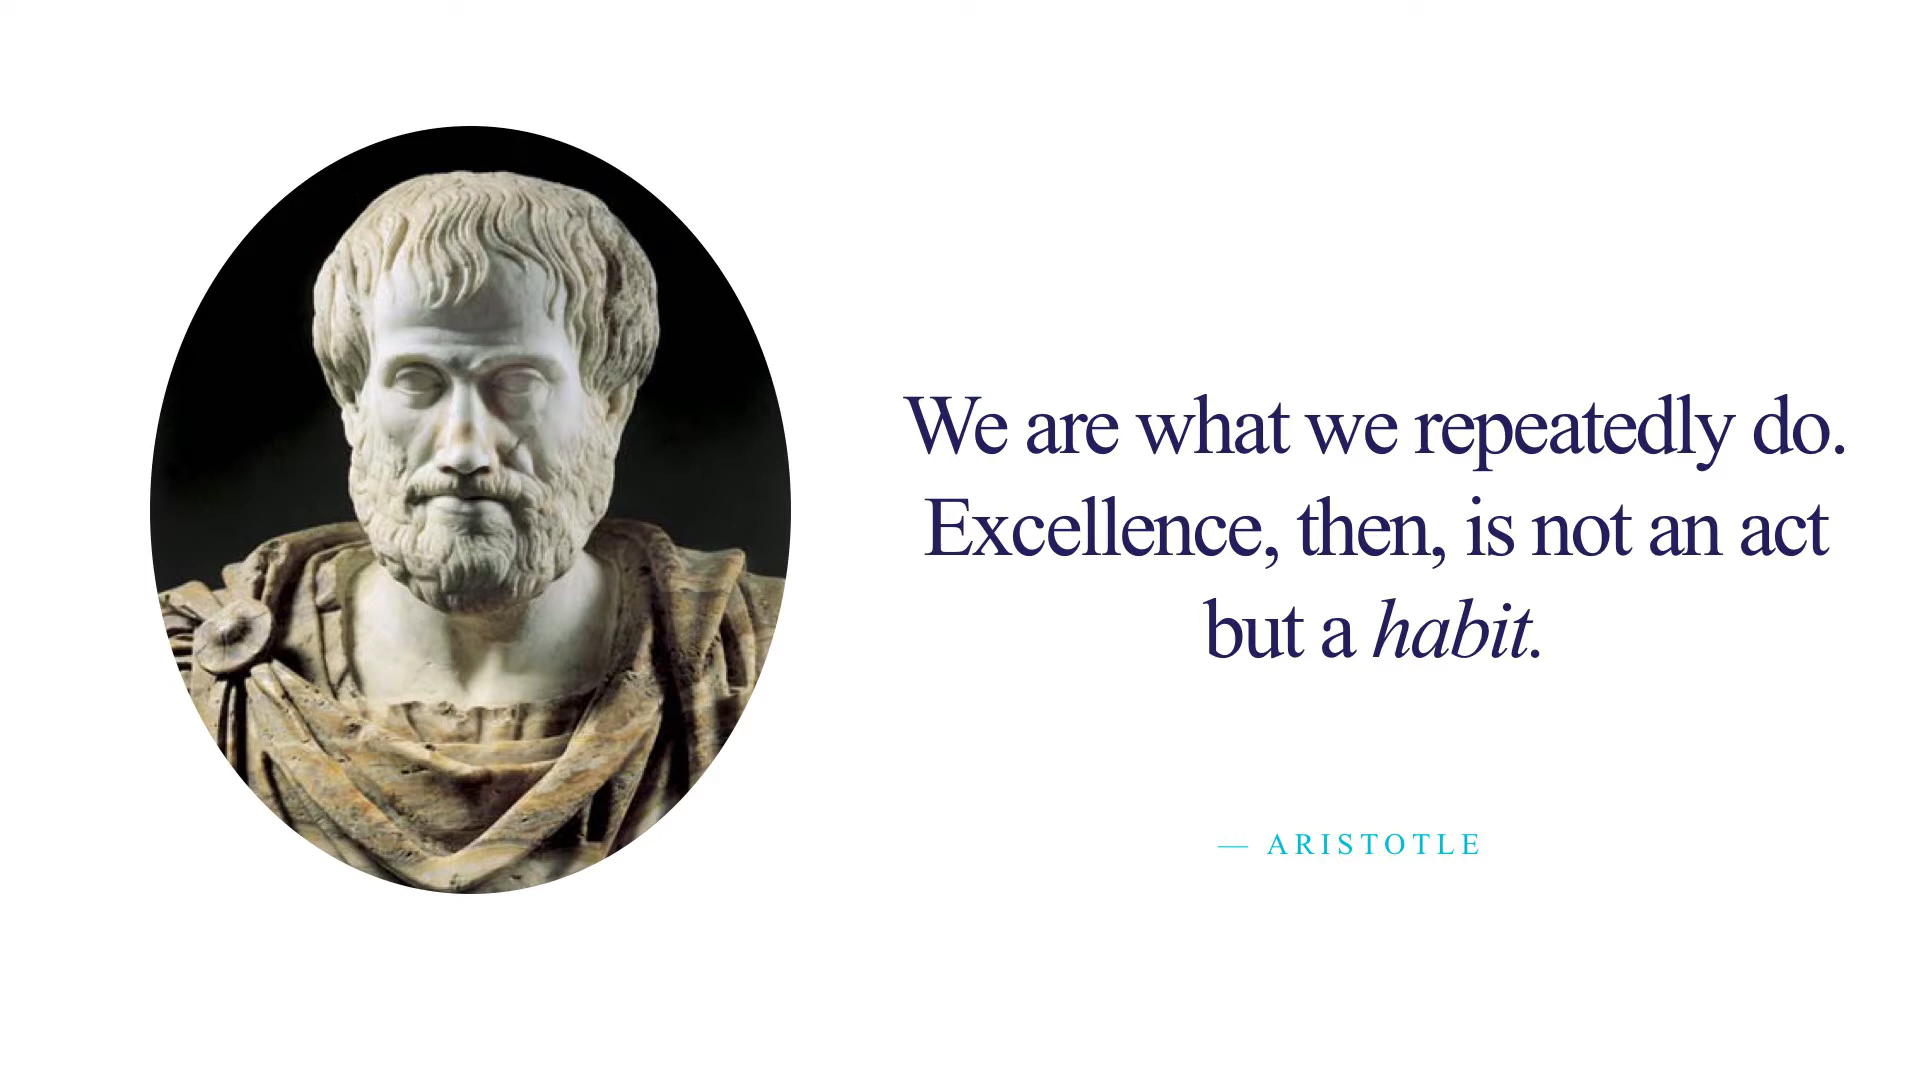 We are what we repeatedly do.
Excellence, then, is not an act
but a habit.
— ARISTOTLE